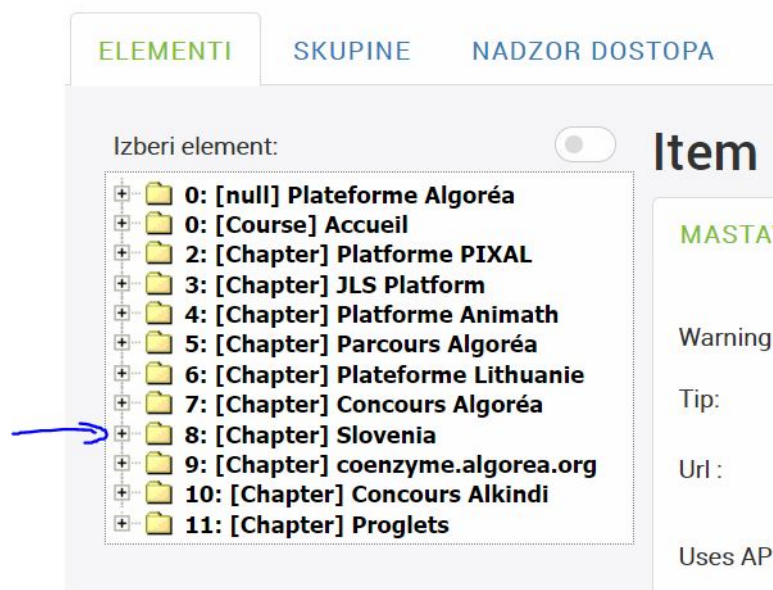 ELEMENTI SKUPINE NADZOR DOSTOPA
Izberi element:
0: [null] Plateforme Algoréa
0: [Course] Accueil
2: [Chapter] Platforme PIXAL
3: [Chapter] JLS Platform
4: [Chapter] Platforme Animath
5: [Chapter] Parcours Algoréa
6: [Chapter] Plateforme Lithuanie
7: [Chapter] Concours Algoréa
8: [Chapter] Slovenia
9: [Chapter] coenzyme.algorea.org
10: [Chapter] Concours Alkindi
11: [Chapter] Proglets
Item
Warning
Tip:
Url :
Uses